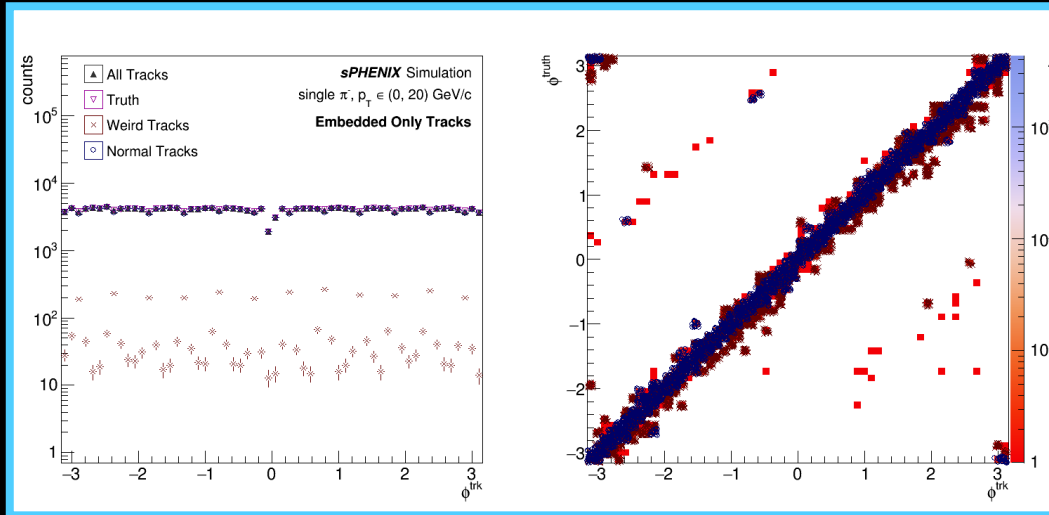 counts
10⁵
10⁴
10³
10²
10
1
▲ All Tracks
▽ Truth
× Weird Tracks
○ Normal Tracks
sPHENIX Simulation
single π⁻, p_T ∈ (0, 20) GeV/c
Embedded Only Tracks
−3 −2 −1 0 1 2 3
φ^trk
φ^truth
3
2
1
0
−1
−2
−3
−3 −2 −1 0 1 2 3
φ^trk
10
10
10
1